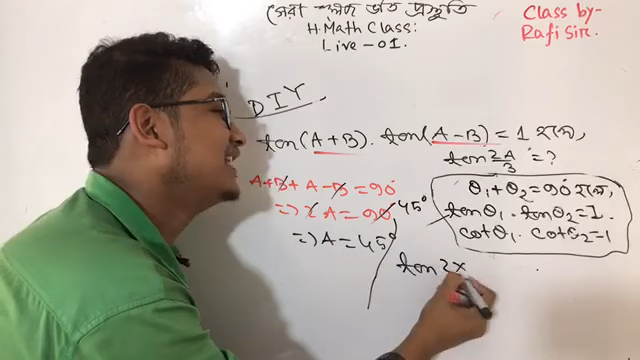 সেরা কলেজ ভর্তি প্রস্তুতি
H.Math Class:
Live-01.
Class by-
Rafi Sir.
DIY
tan(A+B). tan(A-B)=1 হলে,
tan 2A/3 =?
A+B+A-B=90°
⇒ 2A=90° 45°
⇒ A=45°
θ₁+θ₂=90° হলে,
tanθ₁. tanθ₂=1.
cotθ₁. cotθ₂=1
tan 2x